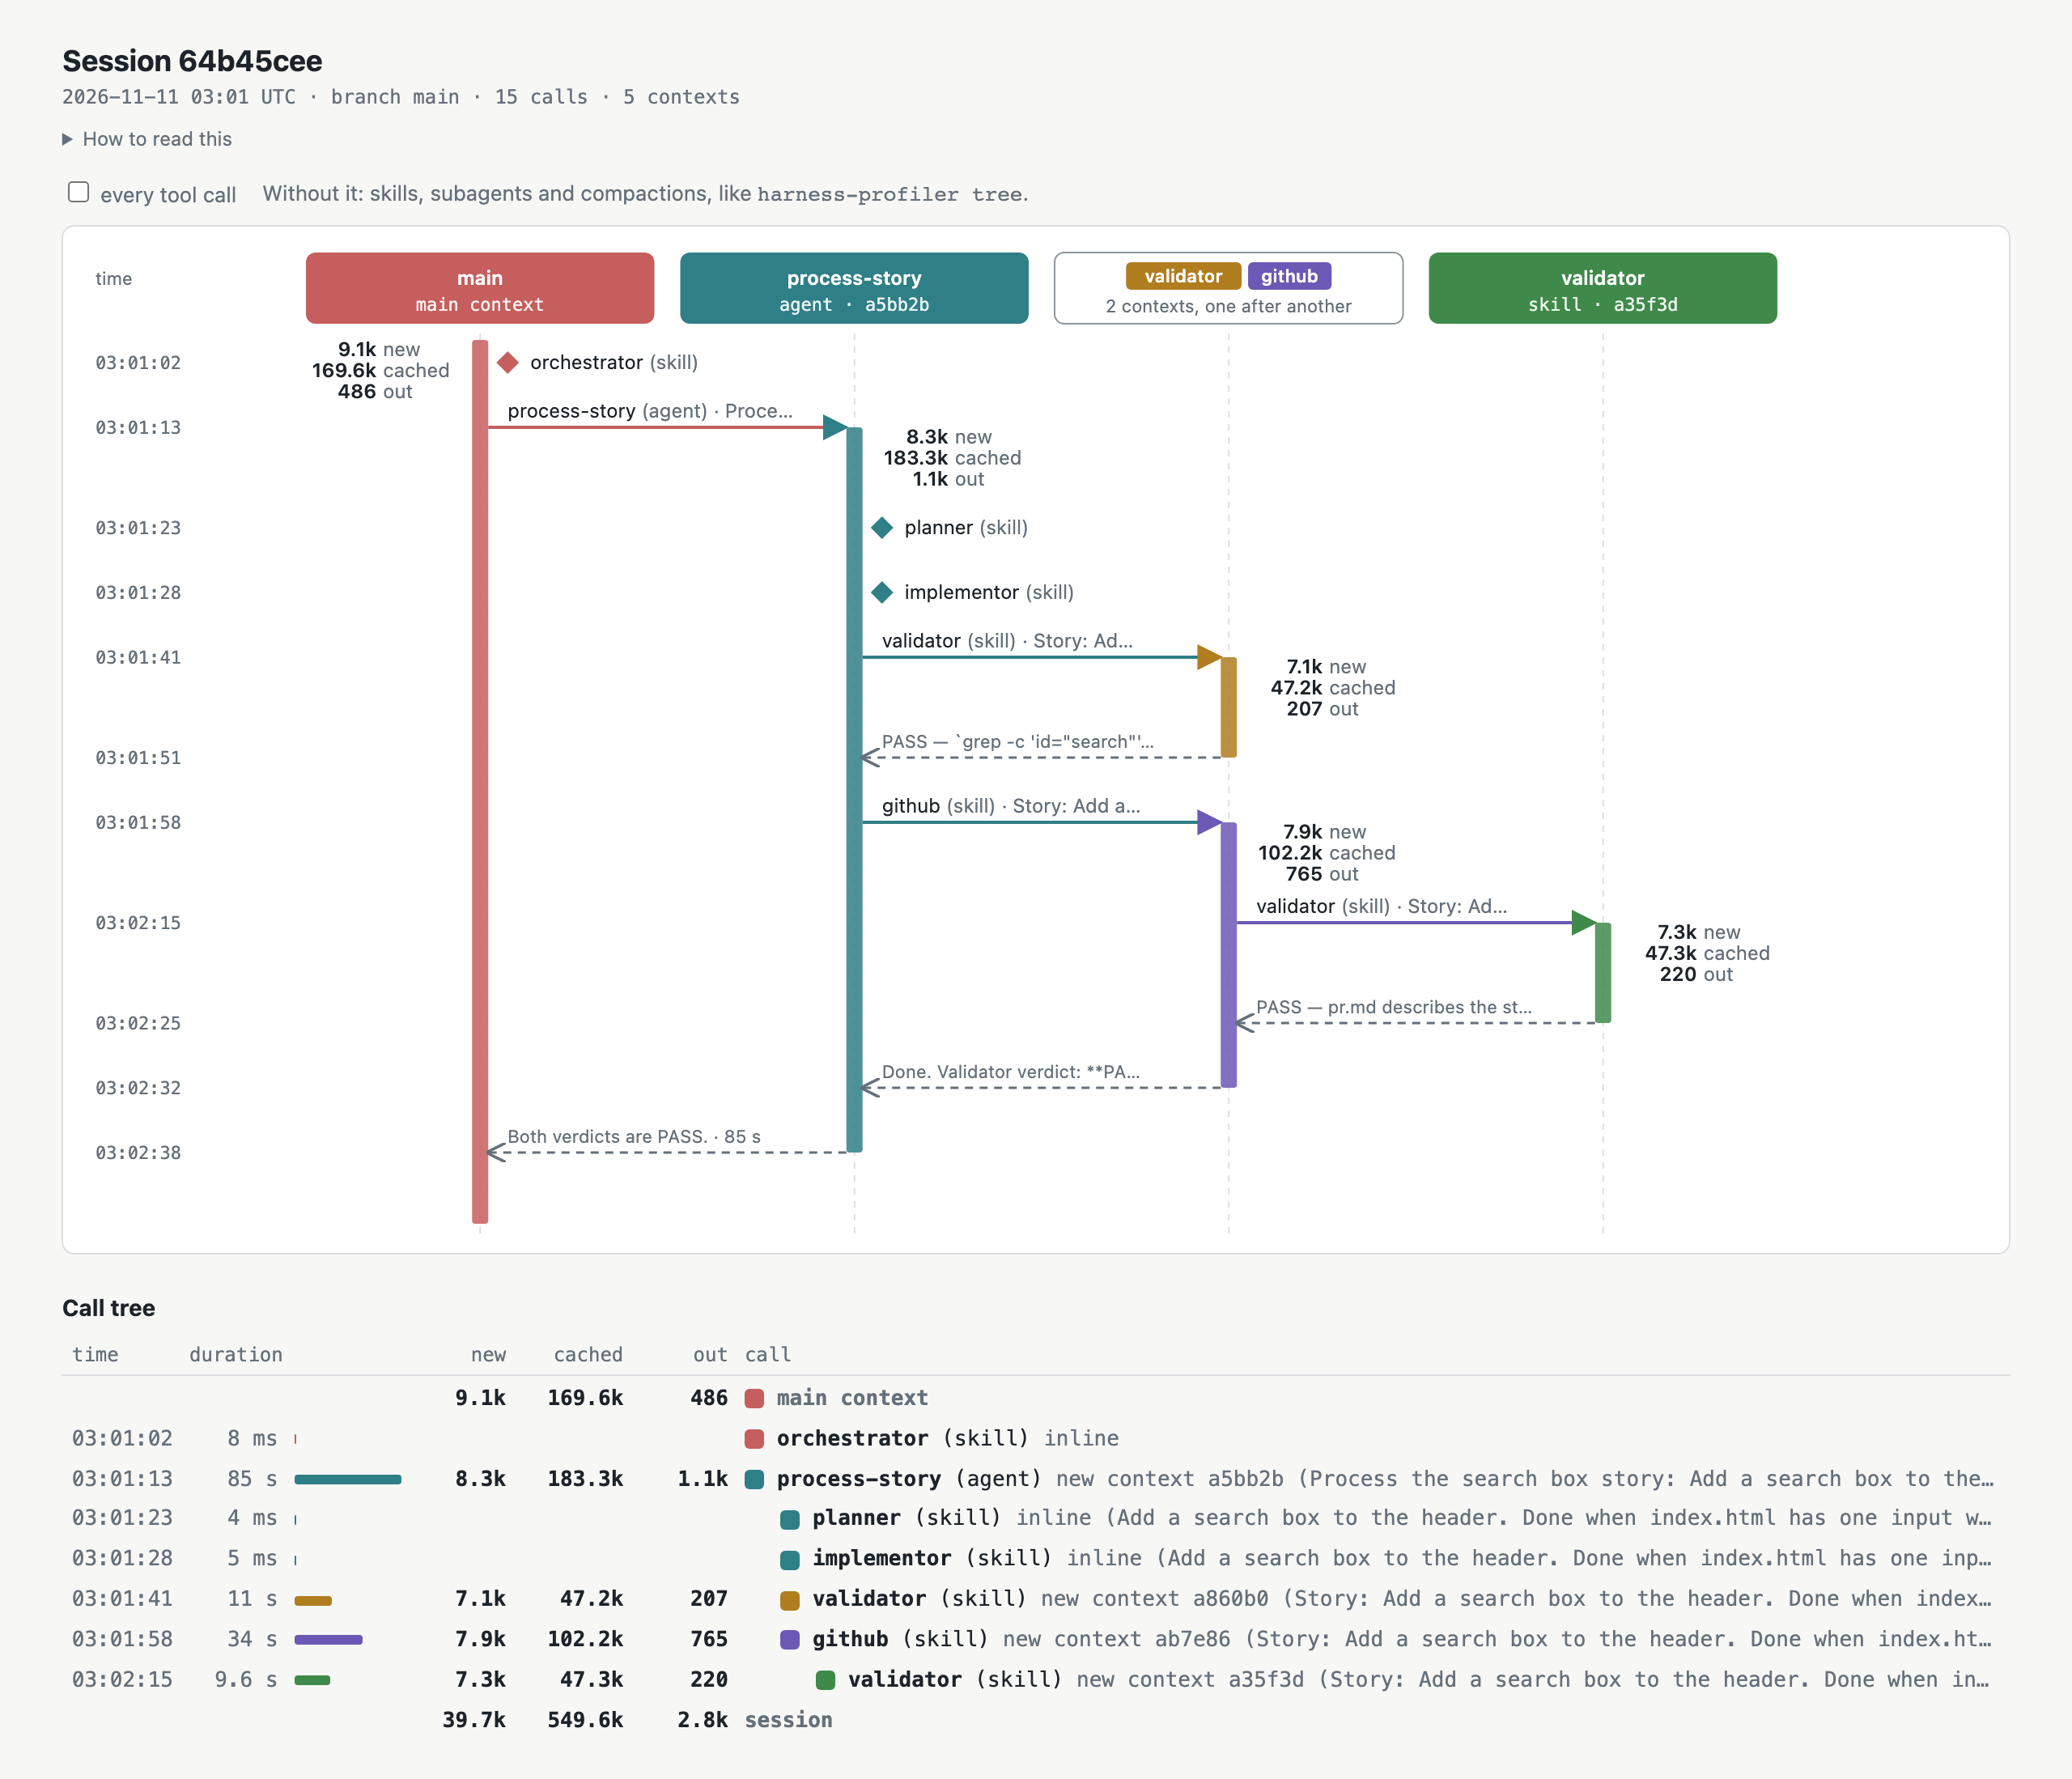 Session 64b45cee
2026-11-11 03:01 UTC · branch main · 15 calls · 5 contexts
▶ How to read this
every tool call Without it: skills, subagents and compactions, like harness-profiler tree.
time
main
main context
process-story
agent · a5bb2b
validator github
2 contexts, one after another
validator
skill · a35f3d
9.1k new
03:01:02 169.6k cached orchestrator (skill)
486 out
process-story (agent) · Proce…
03:01:13
8.3k new
183.3k cached
1.1k out
03:01:23 planner (skill)
03:01:28 implementor (skill)
validator (skill) · Story: Ad…
03:01:41
7.1k new
47.2k cached
207 out
PASS — `grep -c 'id="search"'…
03:01:51
github (skill) · Story: Add a…
03:01:58
7.9k new
102.2k cached
765 out
validator (skill) · Story: Ad…
03:02:15
7.3k new
47.3k cached
220 out
PASS — pr.md describes the st…
03:02:25
Done. Validator verdict: **PA…
03:02:32
Both verdicts are PASS. · 85 s
03:02:38
Call tree
time duration new cached out call
9.1k 169.6k 486 main context
03:01:02 8 ms orchestrator (skill) inline
03:01:13 85 s 8.3k 183.3k 1.1k process-story (agent) new context a5bb2b (Process the search box story: Add a search box to the…
03:01:23 4 ms planner (skill) inline (Add a search box to the header. Done when index.html has one input w…
03:01:28 5 ms implementor (skill) inline (Add a search box to the header. Done when index.html has one inp…
03:01:41 11 s 7.1k 47.2k 207 validator (skill) new context a860b0 (Story: Add a search box to the header. Done when index…
03:01:58 34 s 7.9k 102.2k 765 github (skill) new context ab7e86 (Story: Add a search box to the header. Done when index.ht…
03:02:15 9.6 s 7.3k 47.3k 220 validator (skill) new context a35f3d (Story: Add a search box to the header. Done when in…
39.7k 549.6k 2.8k session